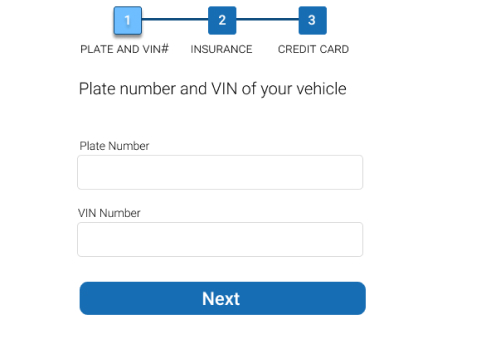 1 2 3
PLATE AND VIN# INSURANCE CREDIT CARD
Plate number and VIN of your vehicle
Plate Number
VIN Number
Next